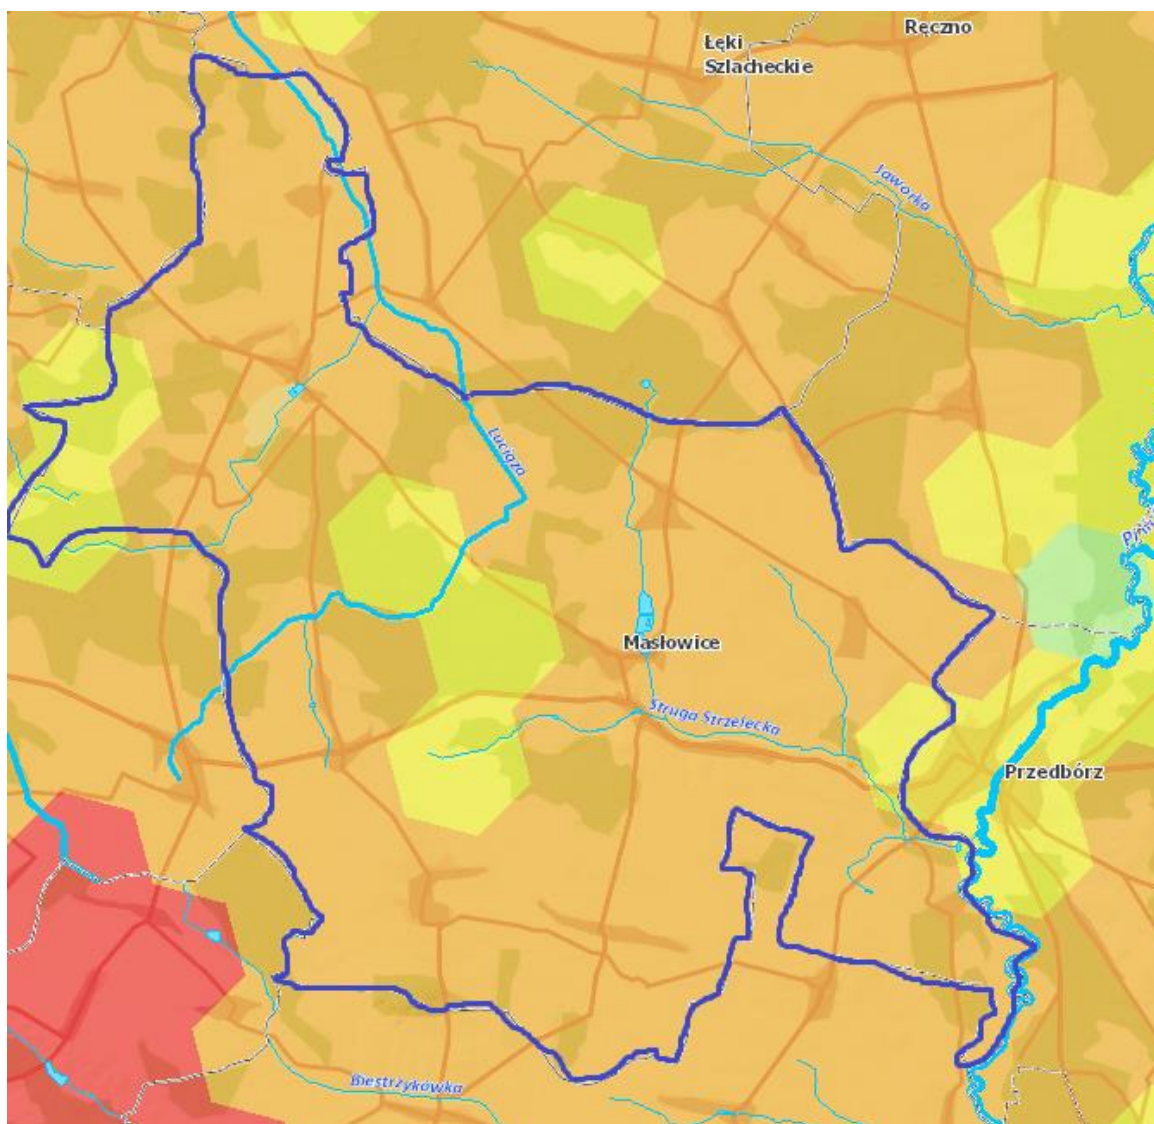 Ręczno
Łęki
Szlacheckie
Jaworka
Luciąża
Masłowice
Struga Strzelecka
Przedbórz
Biestrzykówka